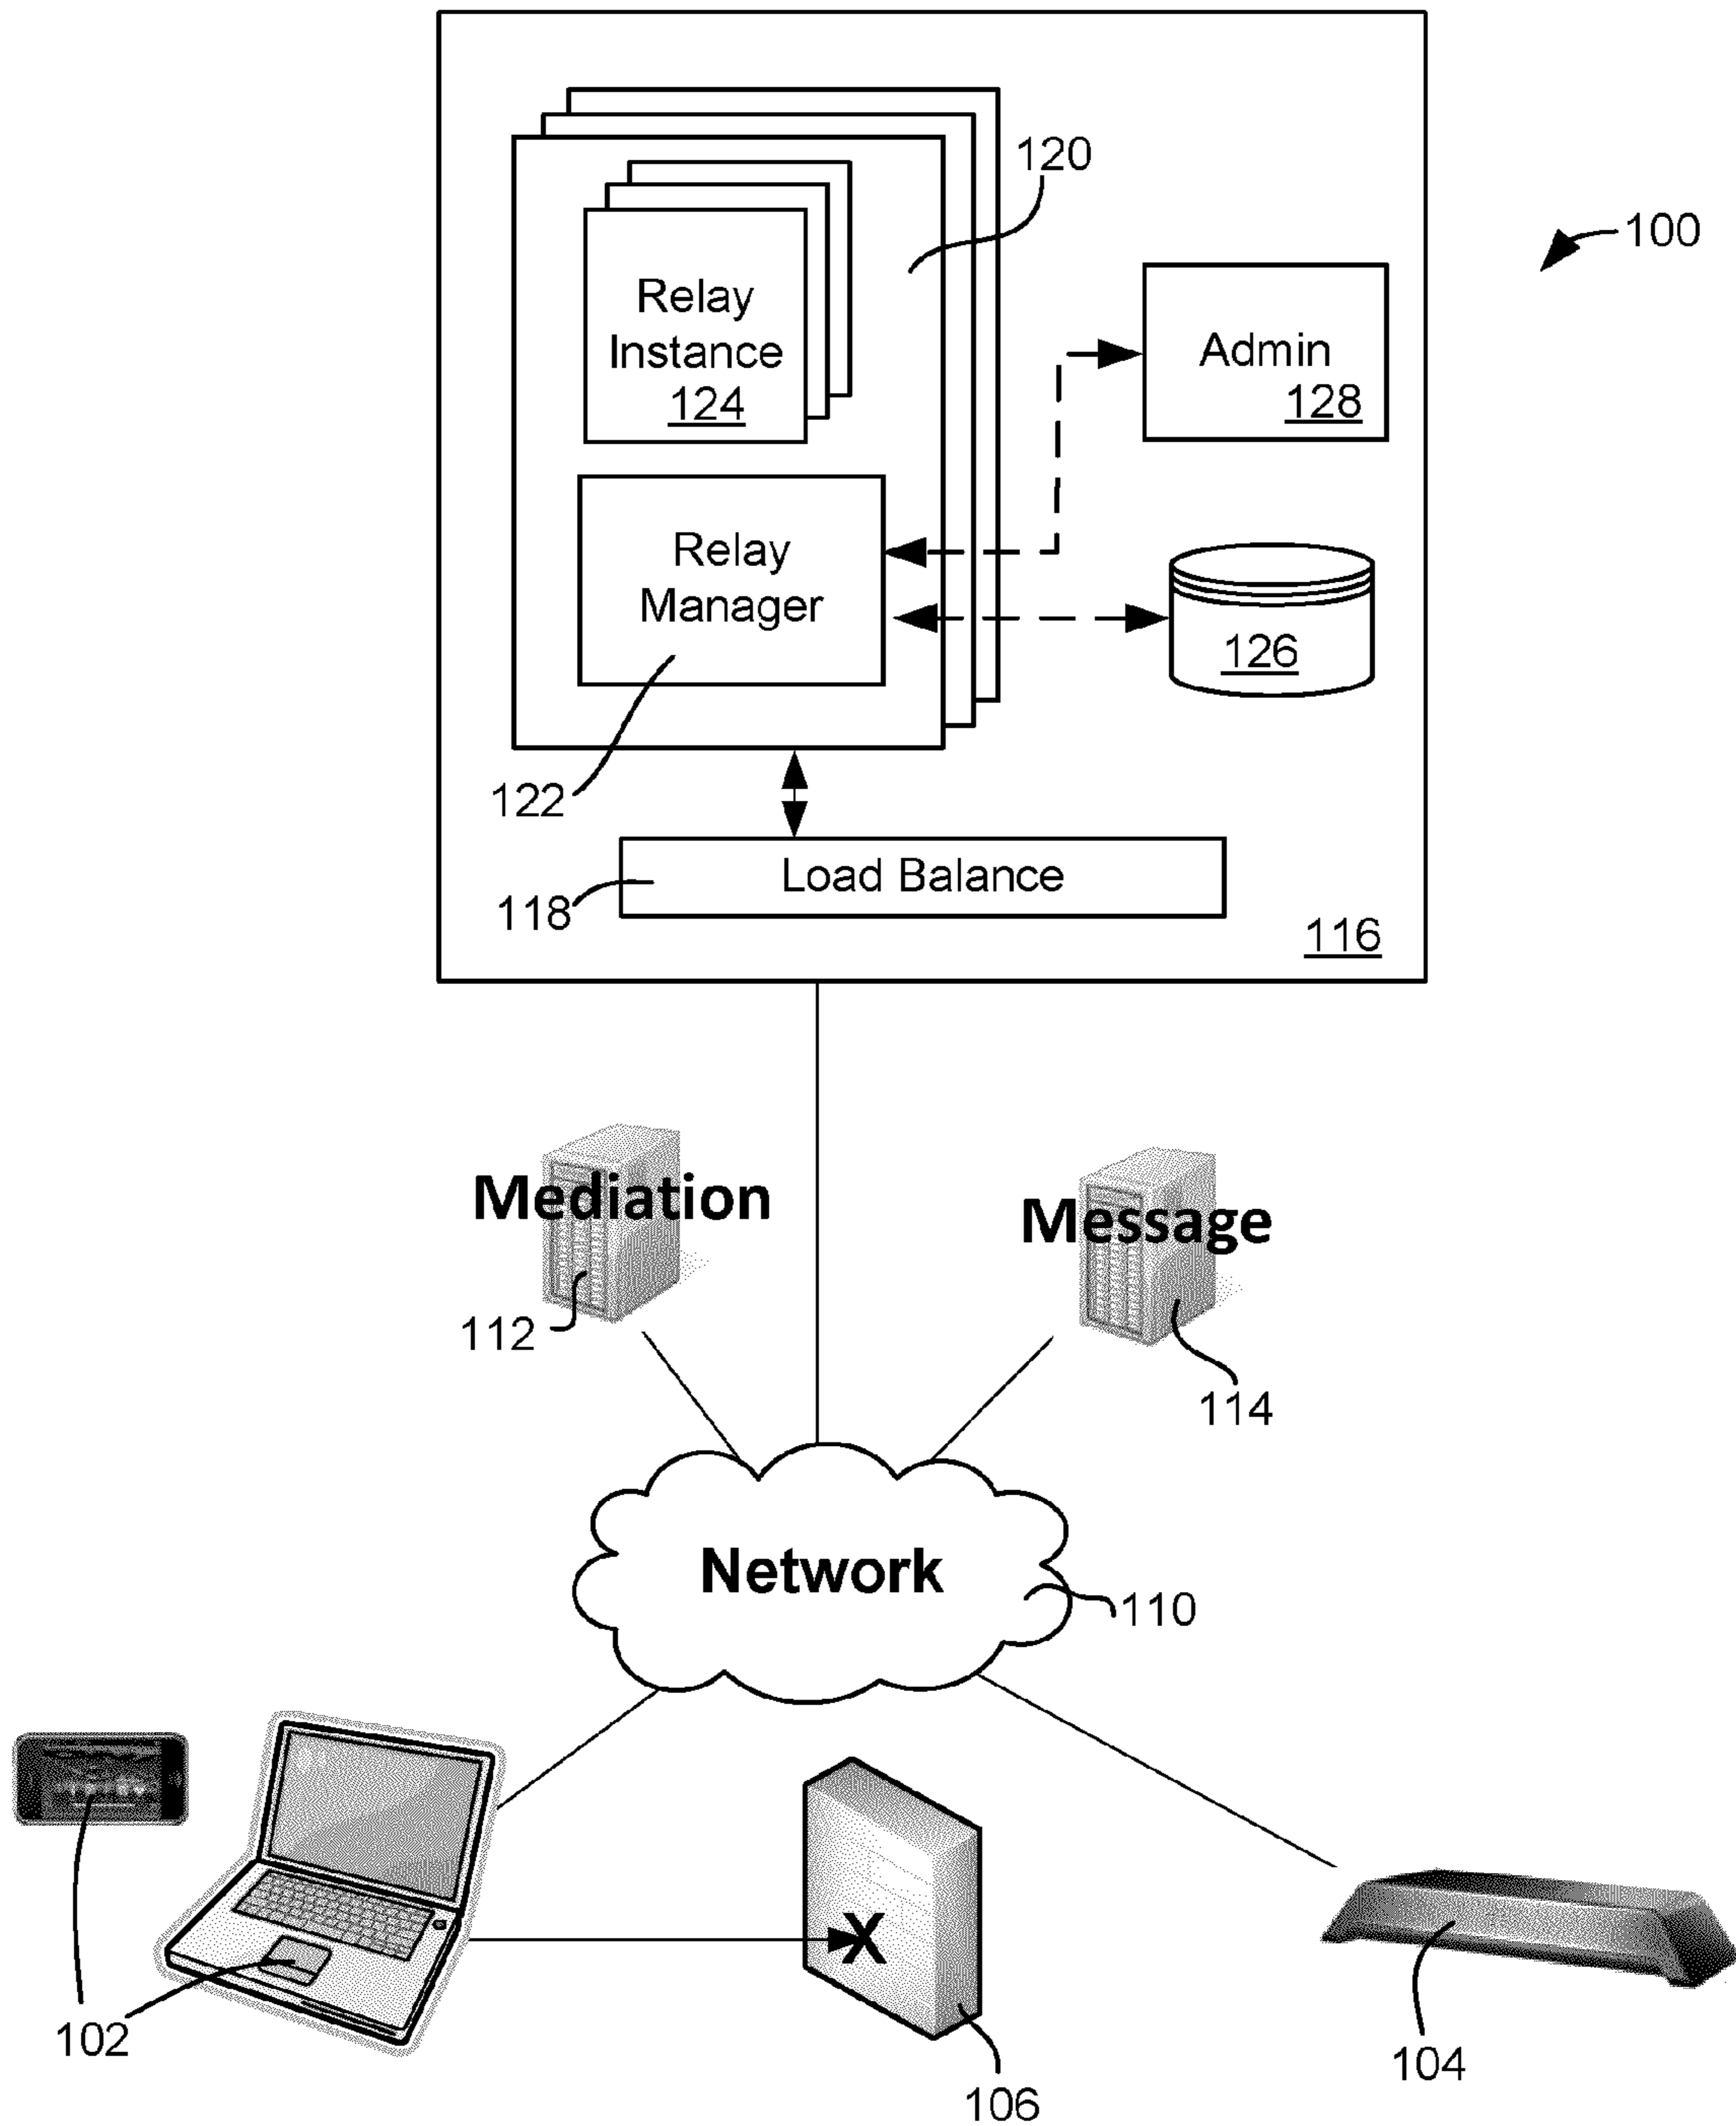 120
100
Relay
Instance
124
Admin
128
Relay
Manager
126
122
Load Balance
118
116
Mediation
Message
112
114
Network
110
X
102
104
106